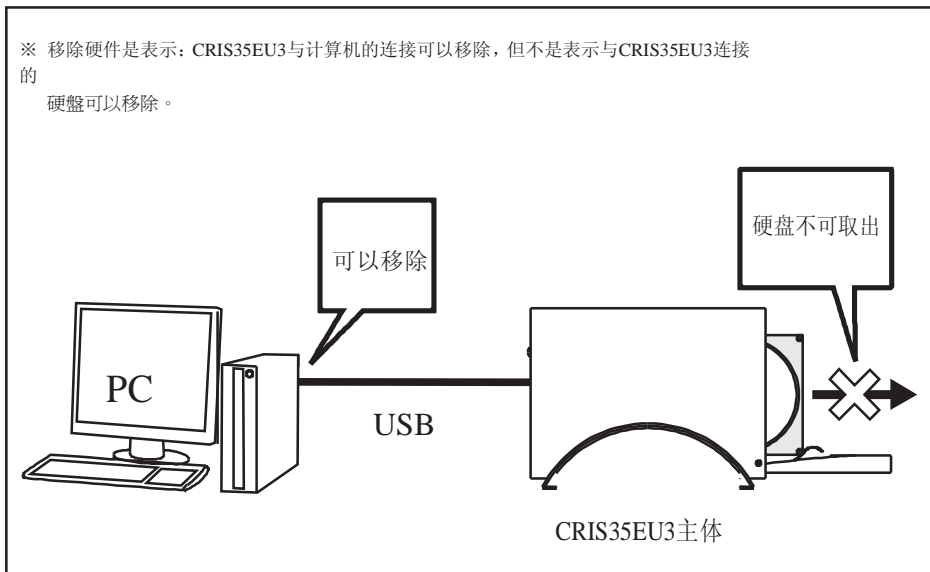 ※ 移除硬件是表示：CRIS35EU3与计算机的连接可以移除，但不是表示与CRIS35EU3连接
的
硬盤可以移除。
硬盘不可取出
可以移除
PC
USB
CRIS35EU3主体